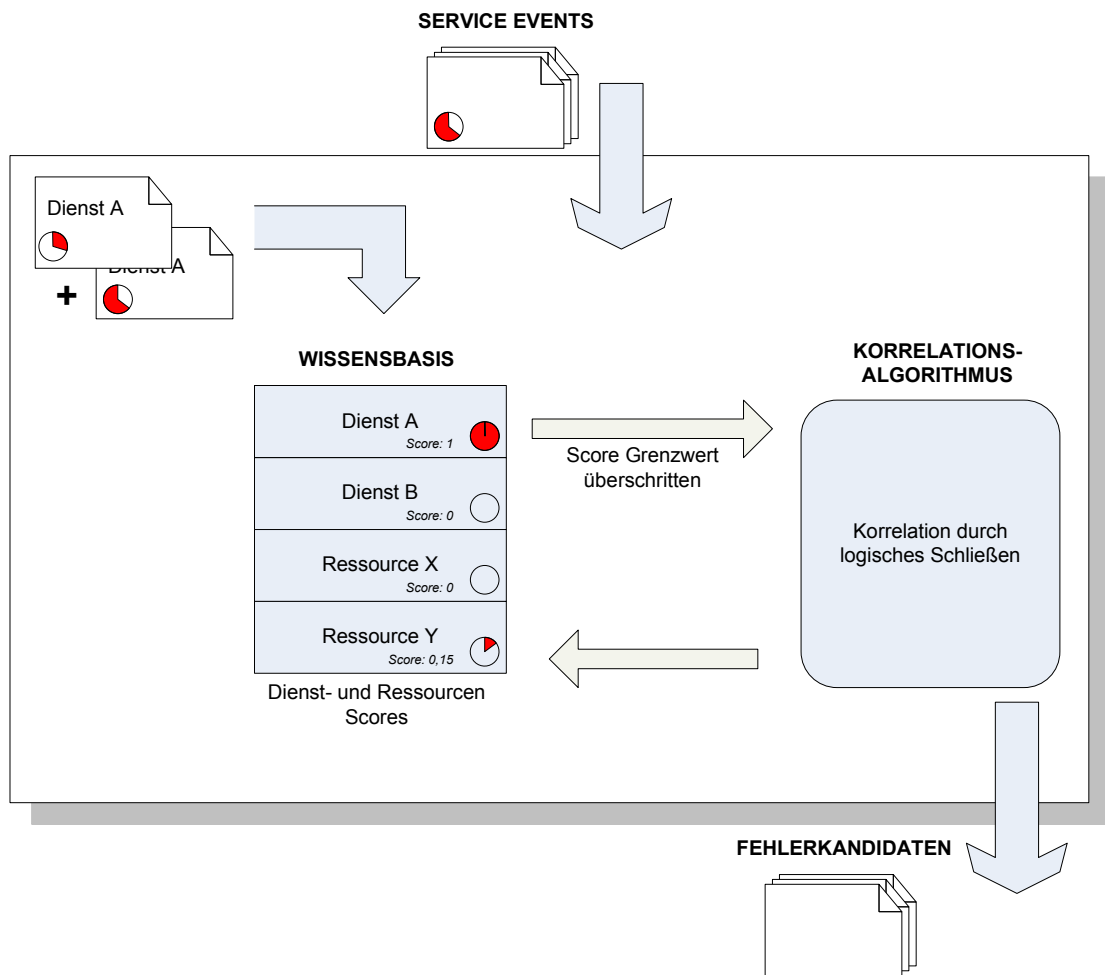 SERVICE EVENTS
Dienst A
Dienst A
+
WISSENSBASIS
Dienst A
Score: 1
Dienst B
Score: 0
Ressource X
Score: 0
Ressource Y
Score: 0,15
Dienst- und Ressourcen
Scores
Score Grenzwert
überschritten
KORRELATIONS-
ALGORITHMUS
Korrelation durch
logisches Schließen
FEHLERKANDIDATEN